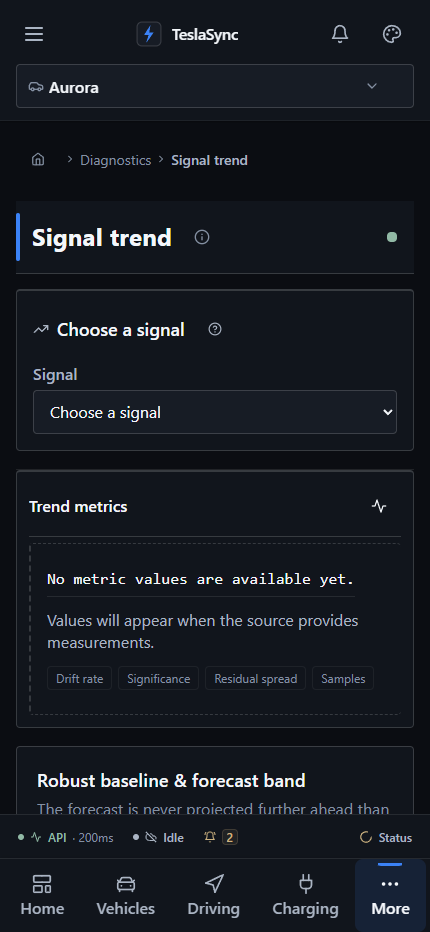 TeslaSync
Aurora
Diagnostics
Signal trend
Signal trend
Choose a signal
Signal
Choose a signal
Trend metrics
No metric values are available yet.
Values will appear when the source provides
measurements.
Drift rate
Significance
Residual spread
Samples
Robust baseline & forecast band
The forecast is never projected further ahead than
API · 200ms
Idle
2
Status
Home
Vehicles
Driving
Charging
More